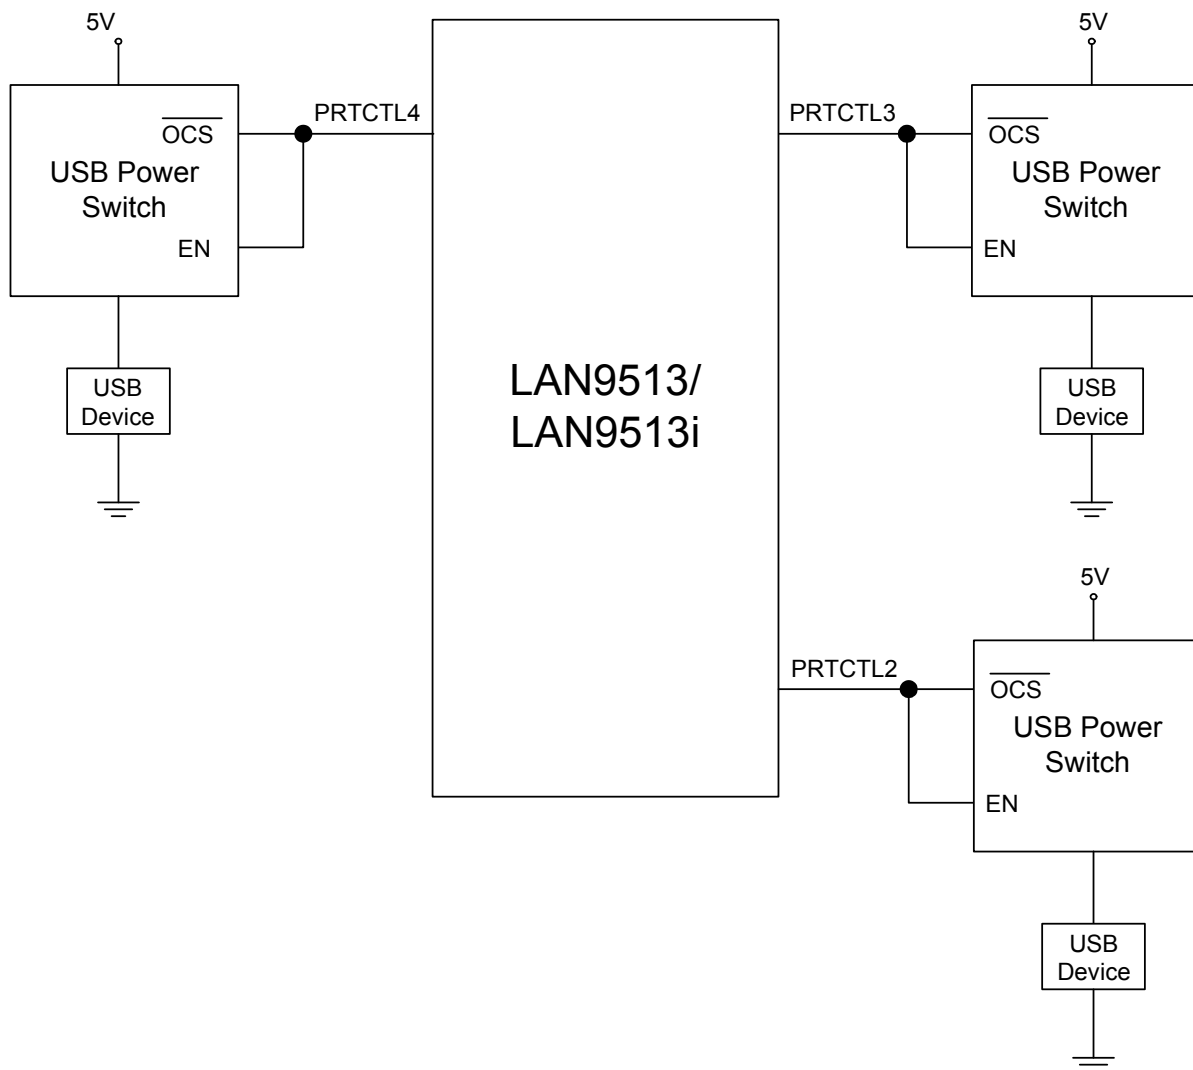 5V
OCS
USB Power
Switch
EN
USB
Device
PRTCTL4
LAN9513/
LAN9513i
PRTCTL3
5V
OCS
USB Power
Switch
EN
USB
Device
PRTCTL2
5V
OCS
USB Power
Switch
EN
USB
Device